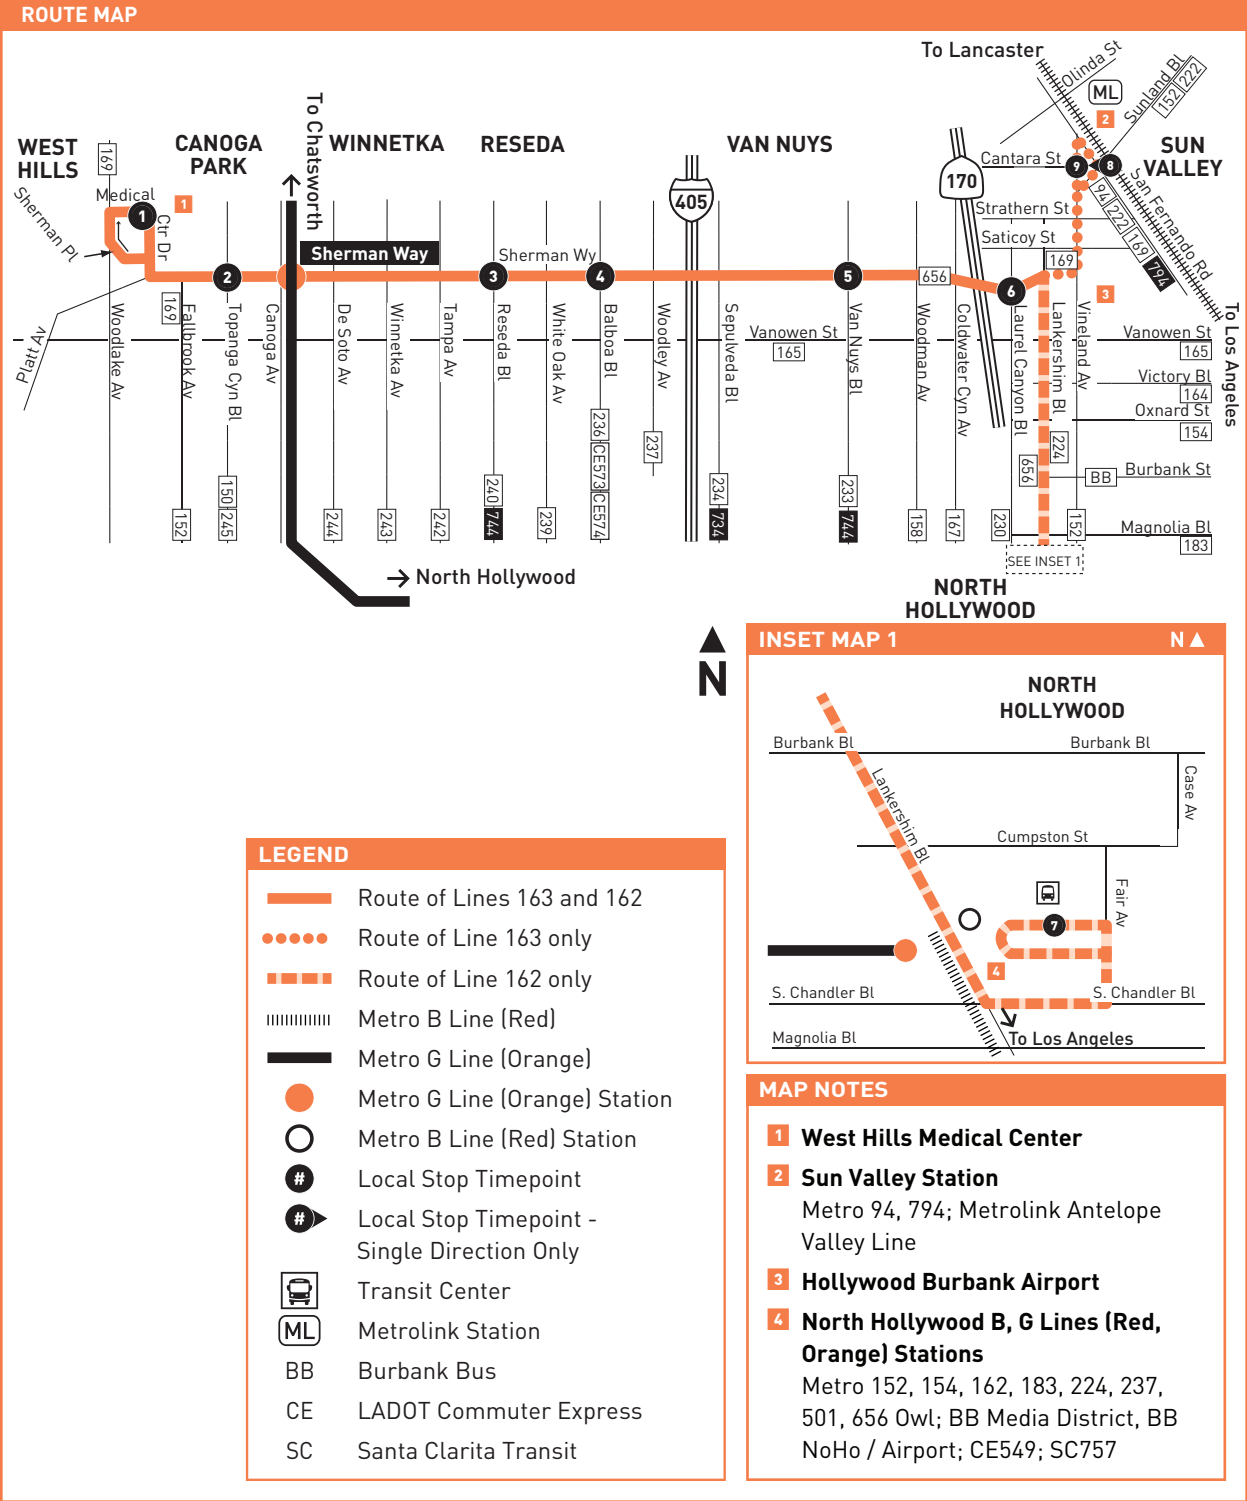 ROUTE MAP
To Lancaster
Olinda St
ML
Sunland Bl
152 222
2
To Chatsworth
WEST
HILLS
169
CANOGA
PARK
WINNETKA
RESEDA
VAN NUYS
SUN
VALLEY
405
170
Cantara St
9
8
San Fernando Rd
94 222 169 794
Sherman Pl
Medical
Ctr Dr
1
1
Strathern St
Saticoy St
169
Sherman Way
Sherman Wy
2
3
4
5
656
6
3
To Los Angeles
Platt Av
Woodlake Av
169
Fallbrook Av
Topanga Cyn Bl
Canoga Av
De Soto Av
Winnetka Av
Tampa Av
Reseda Bl
White Oak Av
Balboa Bl
Woodley Av
Sepulveda Bl
Vanowen St
165
Van Nuys Bl
Woodman Av
Coldwater Cyn Av
Laurel Canyon Bl
Lankershim Bl
Vineland Av
Vanowen St
165
Victory Bl
164
Oxnard St
154
Burbank St
BB
Magnolia Bl
183
152
150 245
244
243
242
240 744
239
236 CE573 CE574
237
234 734
233 744
158
167
230
656
224
152
SEE INSET 1
North Hollywood
NORTH
HOLLYWOOD
N
INSET MAP 1
N
NORTH
HOLLYWOOD
Burbank Bl
Burbank Bl
Case Av
Lankershim Bl
Cumpston St
Fair Av
7
4
S. Chandler Bl
S. Chandler Bl
Magnolia Bl
To Los Angeles
LEGEND
Route of Lines 163 and 162
Route of Line 163 only
Route of Line 162 only
Metro B Line (Red)
Metro G Line (Orange)
Metro G Line (Orange) Station
Metro B Line (Red) Station
# Local Stop Timepoint
# Local Stop Timepoint -
Single Direction Only
Transit Center
ML Metrolink Station
BB Burbank Bus
CE LADOT Commuter Express
SC Santa Clarita Transit
MAP NOTES
1 West Hills Medical Center
2 Sun Valley Station
Metro 94, 794; Metrolink Antelope
Valley Line
3 Hollywood Burbank Airport
4 North Hollywood B, G Lines (Red,
Orange) Stations
Metro 152, 154, 162, 183, 224, 237,
501, 656 Owl; BB Media District, BB
NoHo / Airport; CE549; SC757